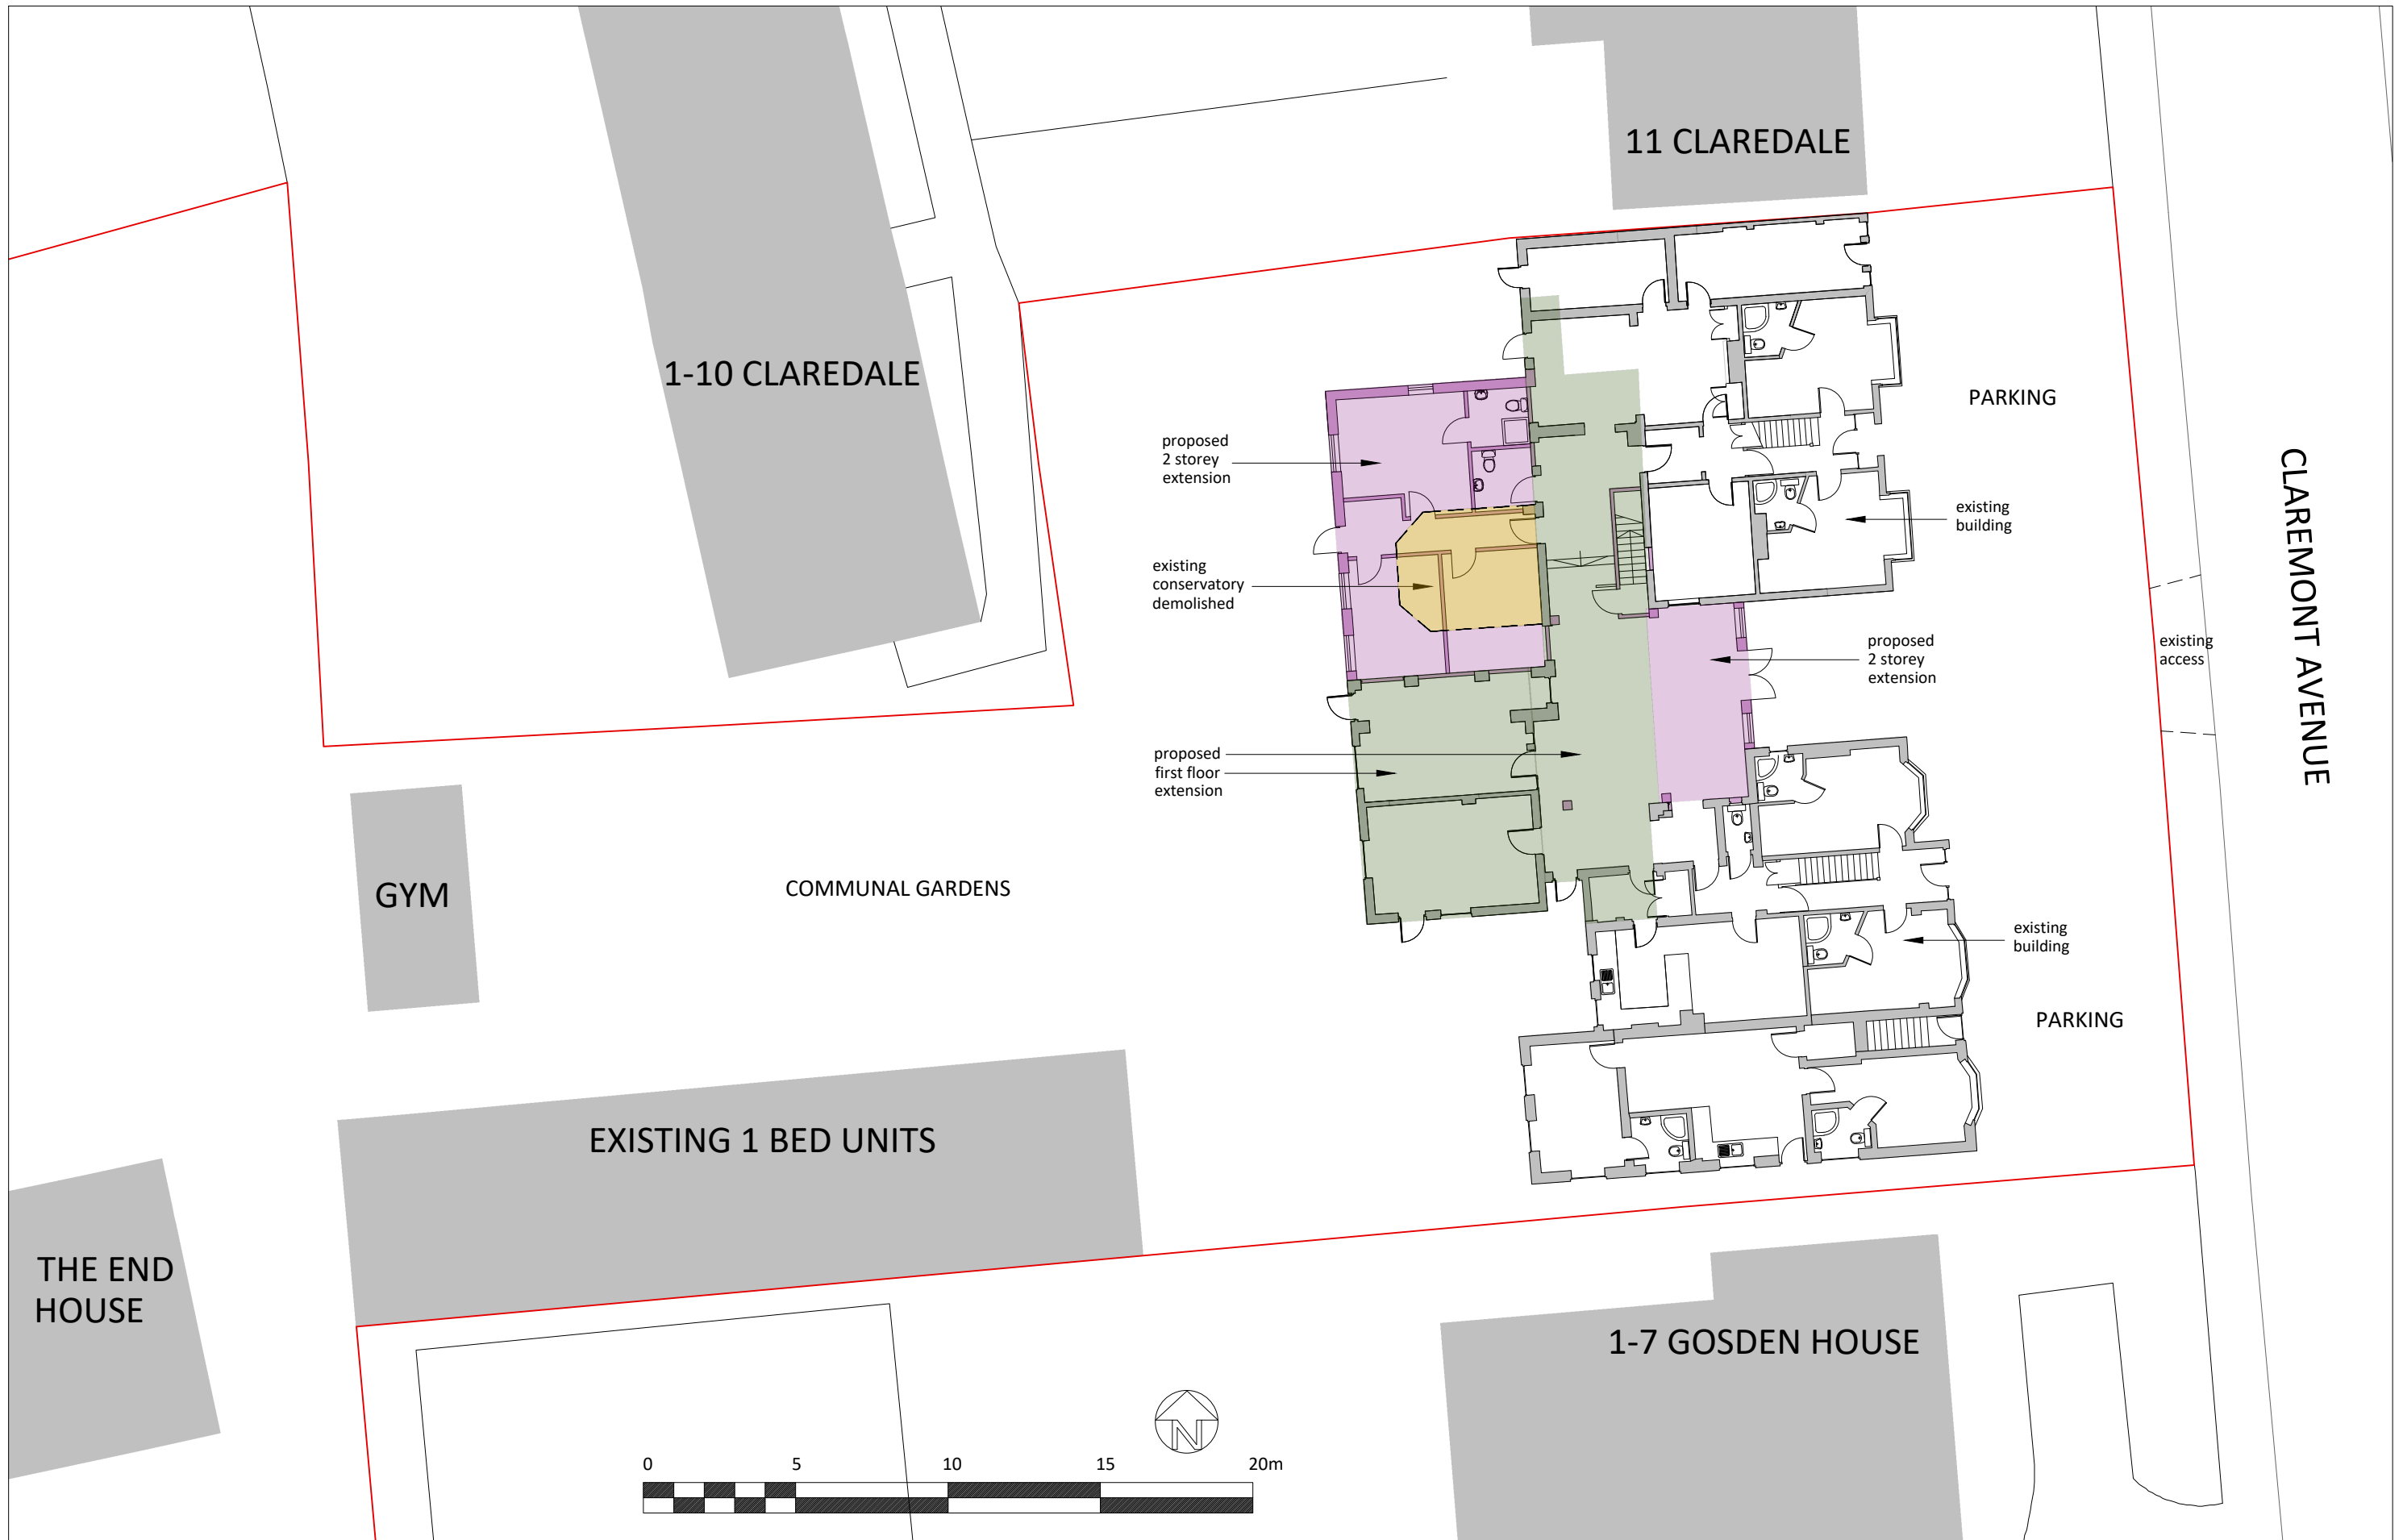 11 CLAREDALE
1-10 CLAREDALE
PARKING
proposed
2 storey
extension
CLAREMONT AVENUE
existing
building
existing
conservatory
demolished
proposed
2 storey
extension
existing
access
proposed
first floor
extension
GYM
COMMUNAL GARDENS
existing
building
PARKING
EXISTING 1 BED UNITS
THE END
HOUSE
1-7 GOSDEN HOUSE
N
0 5 10 15 20m